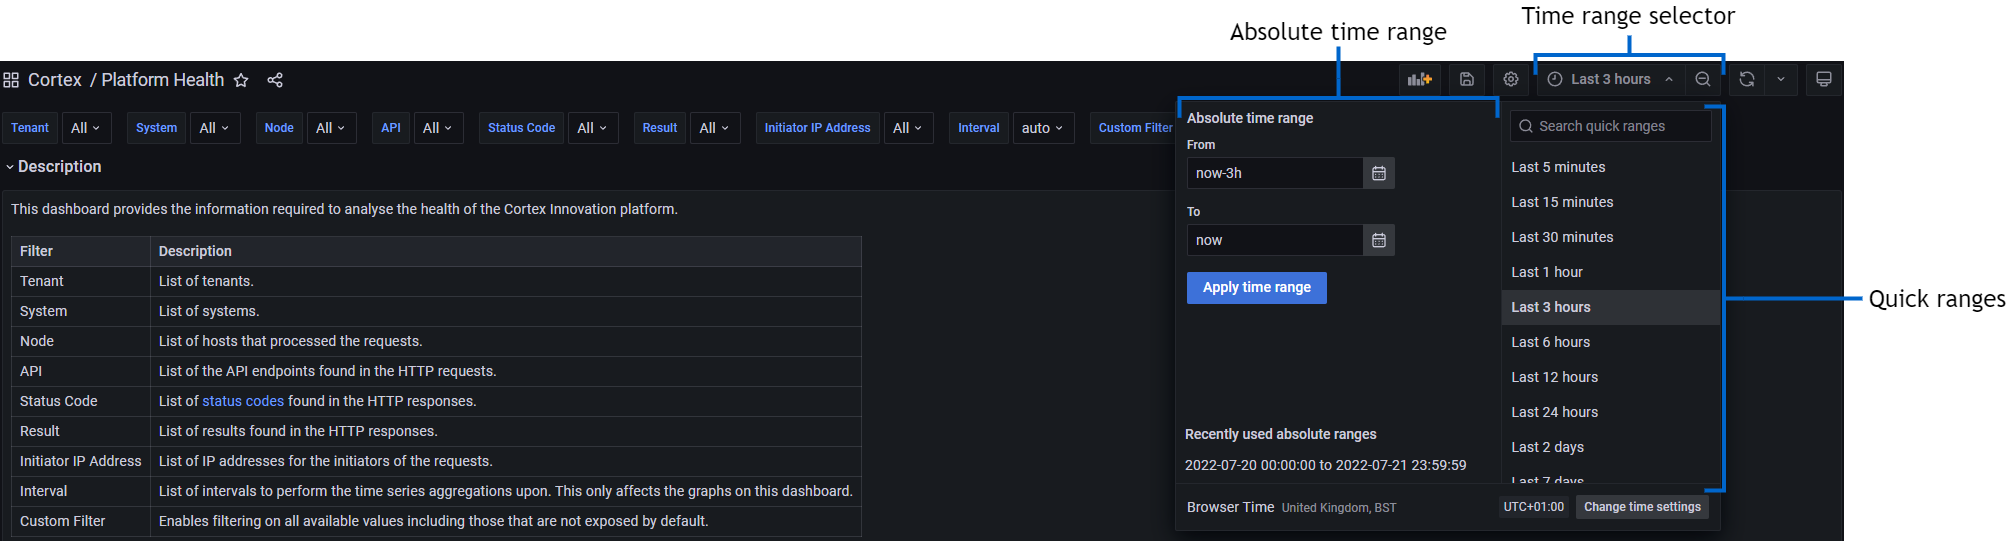 Time range selector
Absolute time range
Cortex / Platform Health
Last 3 hours
Tenant All System All Node All API All Status Code All Result All Initiator IP Address All Interval auto Custom Filter
Description
This dashboard provides the information required to analyse the health of the Cortex Innovation platform.
Filter Description
Tenant List of tenants.
System List of systems.
Node List of hosts that processed the requests.
API List of the API endpoints found in the HTTP requests.
Status Code List of status codes found in the HTTP responses.
Result List of results found in the HTTP responses.
Initiator IP Address List of IP addresses for the initiators of the requests.
Interval List of intervals to perform the time series aggregations upon. This only affects the graphs on this dashboard.
Custom Filter Enables filtering on all available values including those that are not exposed by default.
Absolute time range
From
now-3h
To
now
Apply time range
Recently used absolute ranges
2022-07-20 00:00:00 to 2022-07-21 23:59:59
Search quick ranges
Last 5 minutes
Last 15 minutes
Last 30 minutes
Last 1 hour
Last 3 hours
Last 6 hours
Last 12 hours
Last 24 hours
Last 2 days
Last 7 days
Browser Time United Kingdom, BST UTC+01:00 Change time settings
Quick ranges